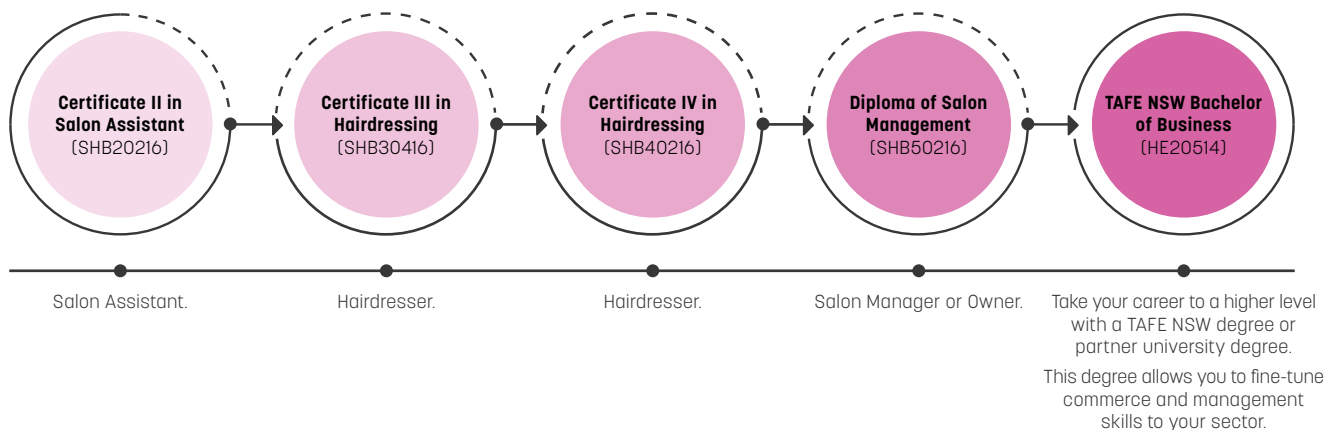 Certificate II in
Salon Assistant
(SHB20216)
Certificate III in
Hairdressing
(SHB30416)
Certificate IV in
Hairdressing
(SHB40216)
Diploma of Salon
Management
(SHB50216)
TAFE NSW Bachelor
of Business
(HE20514)
Salon Assistant.
Hairdresser.
Hairdresser.
Salon Manager or Owner.
Take your career to a higher level
with a TAFE NSW degree or
partner university degree.
This degree allows you to fine-tune
commerce and management
skills to your sector.